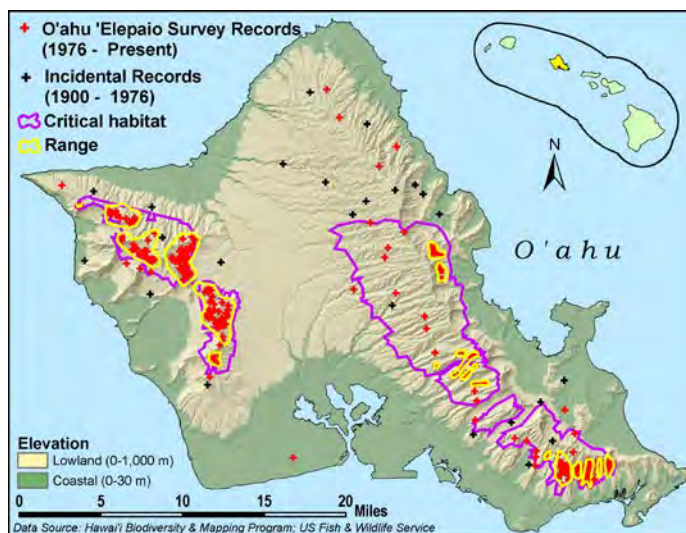 O'ahu 'Elepaio Survey Records
(1976 - Present)
Incidental Records
(1900 - 1976)
Critical habitat
Range
N
O'ahu
Elevation
Lowland (0-1,000 m)
Coastal (0-30 m)
0 5 10 15 20
Miles
Data Source: Hawai'i Biodiversity & Mapping Program; US Fish & Wildlife Service